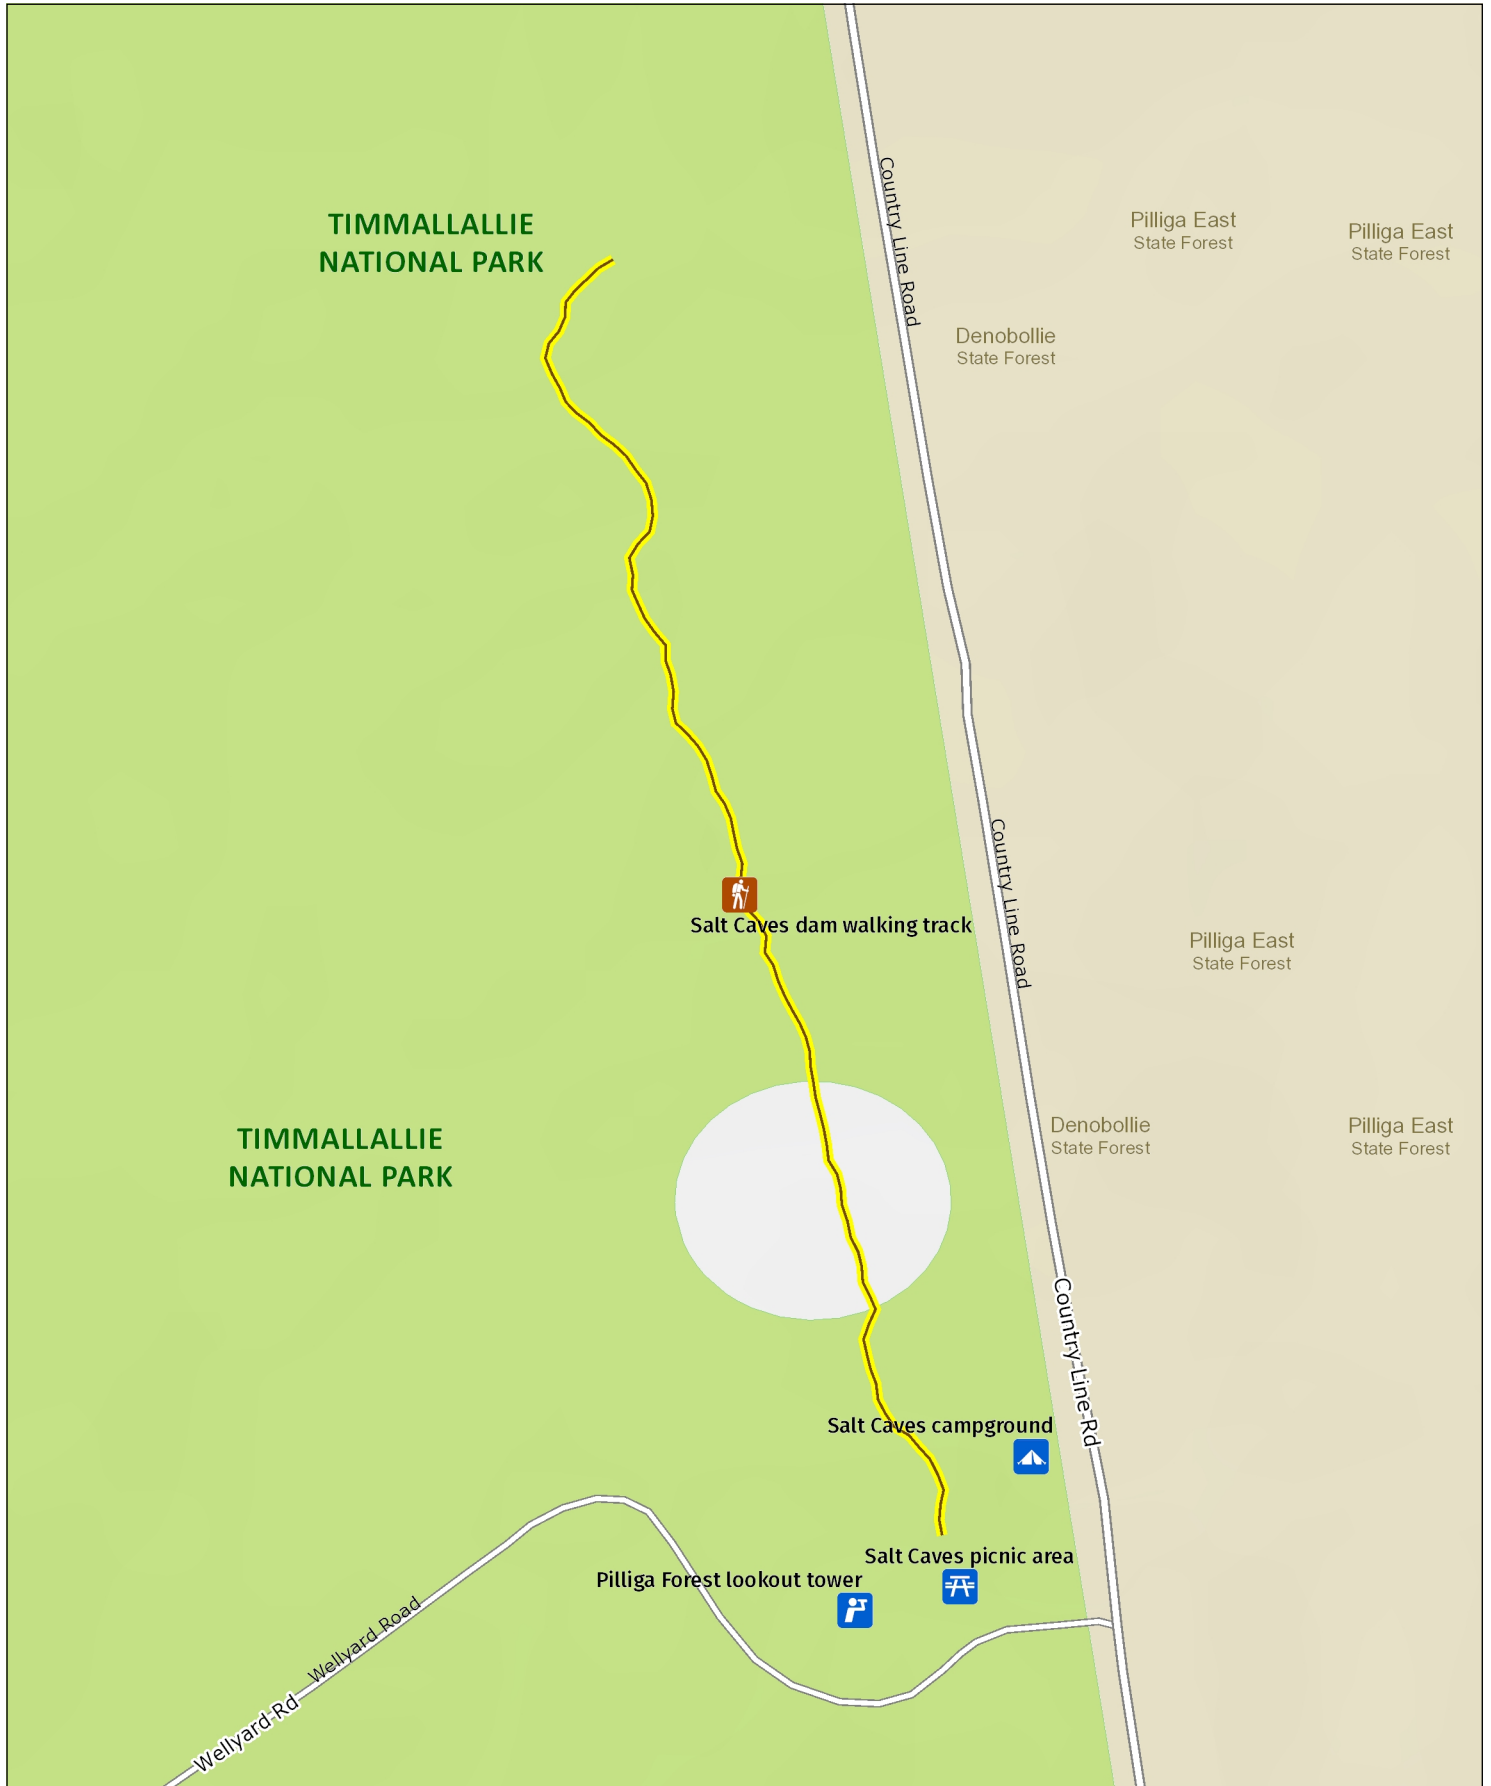 Country Line Road
TIMMALLALLIE
NATIONAL PARK
Pilliga East
State Forest
Pilliga East
State Forest
Denobollie
State Forest
Country Line Road
Salt Caves dam walking track
Pilliga East
State Forest
TIMMALLALLIE
NATIONAL PARK
Denobollie
State Forest
Pilliga East
State Forest
Country-Line-Rd
Salt Caves campground
Salt Caves picnic area
Pilliga Forest lookout tower
Wellyard Road
Wellyard-Rd